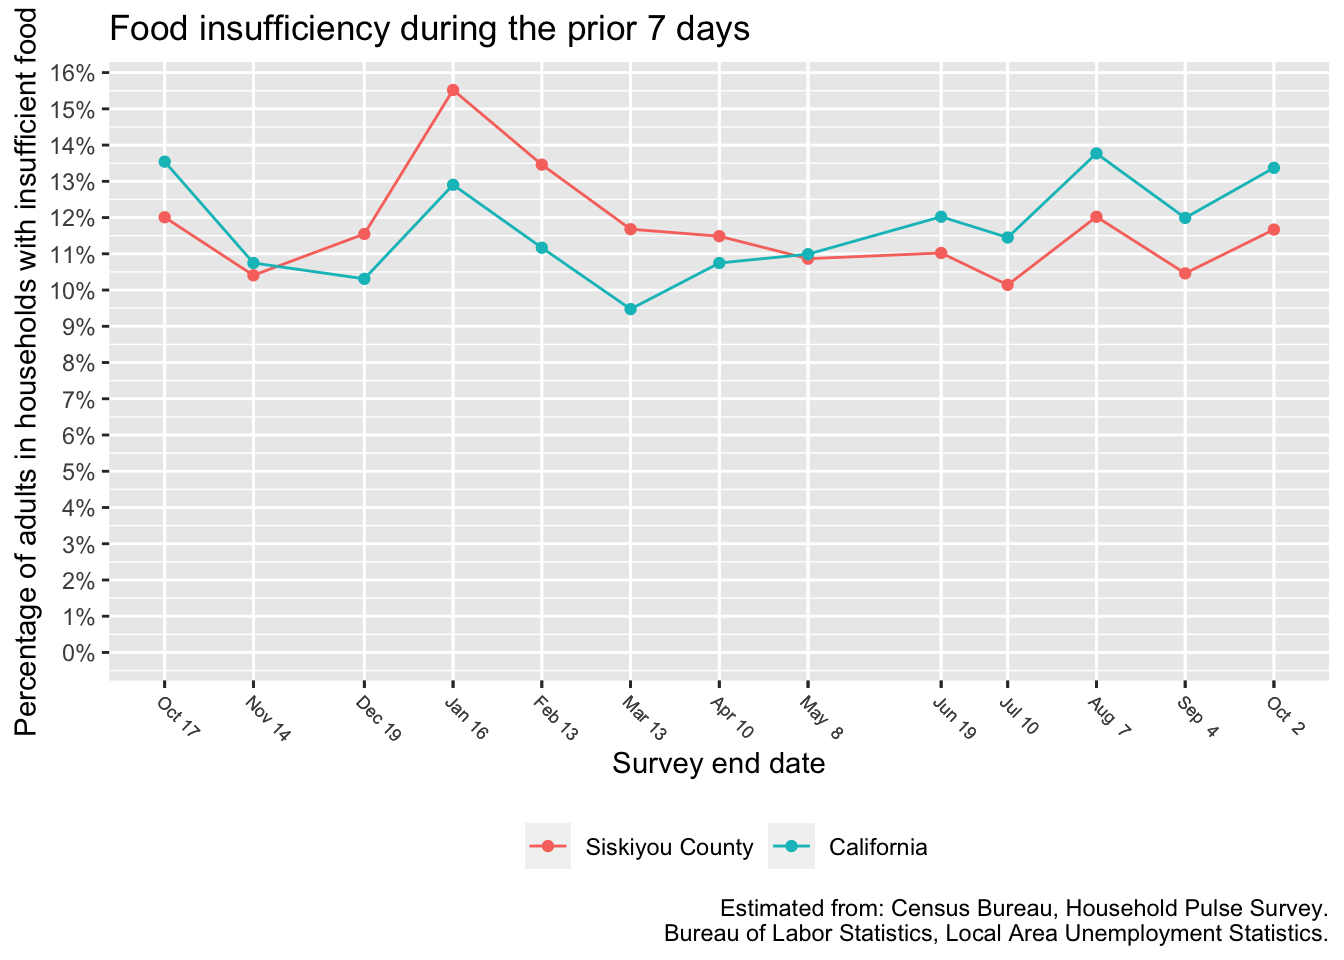 Food insufficiency during the prior 7 days
Percentage of adults in households with insufficient food
16%
15%
14%
13%
12%
11%
10%
9%
8%
7%
6%
5%
4%
3%
2%
1%
0%
Oct 17
Nov 14
Dec 19
Jan 16
Feb 13
Mar 13
Apr 10
May 8
Jun 19
Jul 10
Aug 7
Sep 4
Oct 2
Survey end date
Siskiyou County
California
Estimated from: Census Bureau, Household Pulse Survey.
Bureau of Labor Statistics, Local Area Unemployment Statistics.